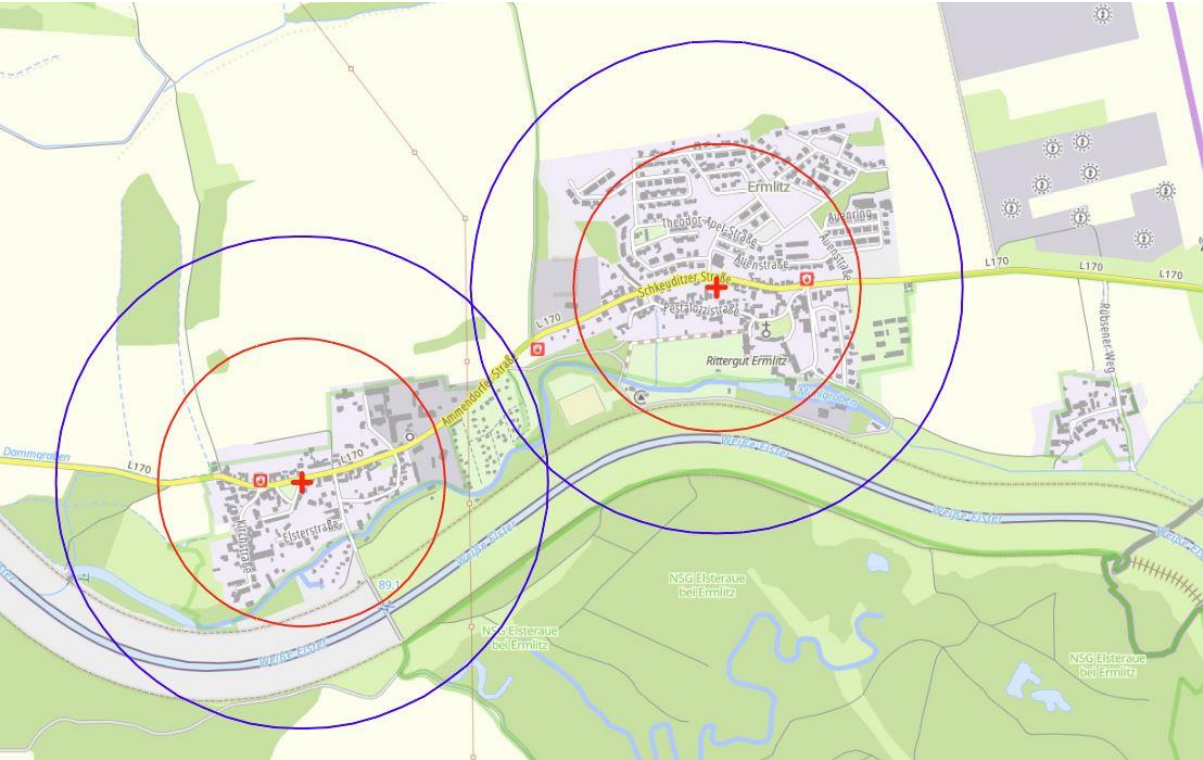 Ermlitz
Theodor-Apel-Straße
Auenring
Auenstraße
Auenstraße
L170
L170
L170
Schkeuditzer Straße
Pestalozzistraße
L170
Rübsener Weg
Rittergut Ermlitz
Ammendorfer Straße
Mühlgraben
Weiße Elster
Dammgraben
L170
L170
Elsterstraße
Kirchstraße
Weiße Elster
Weiße Elster
89,1
NSG Elsteraue
bei Ermlitz
NSG Elsteraue
bei Ermlitz
Weiße Elster
NSG Elsteraue
bei Ermlitz